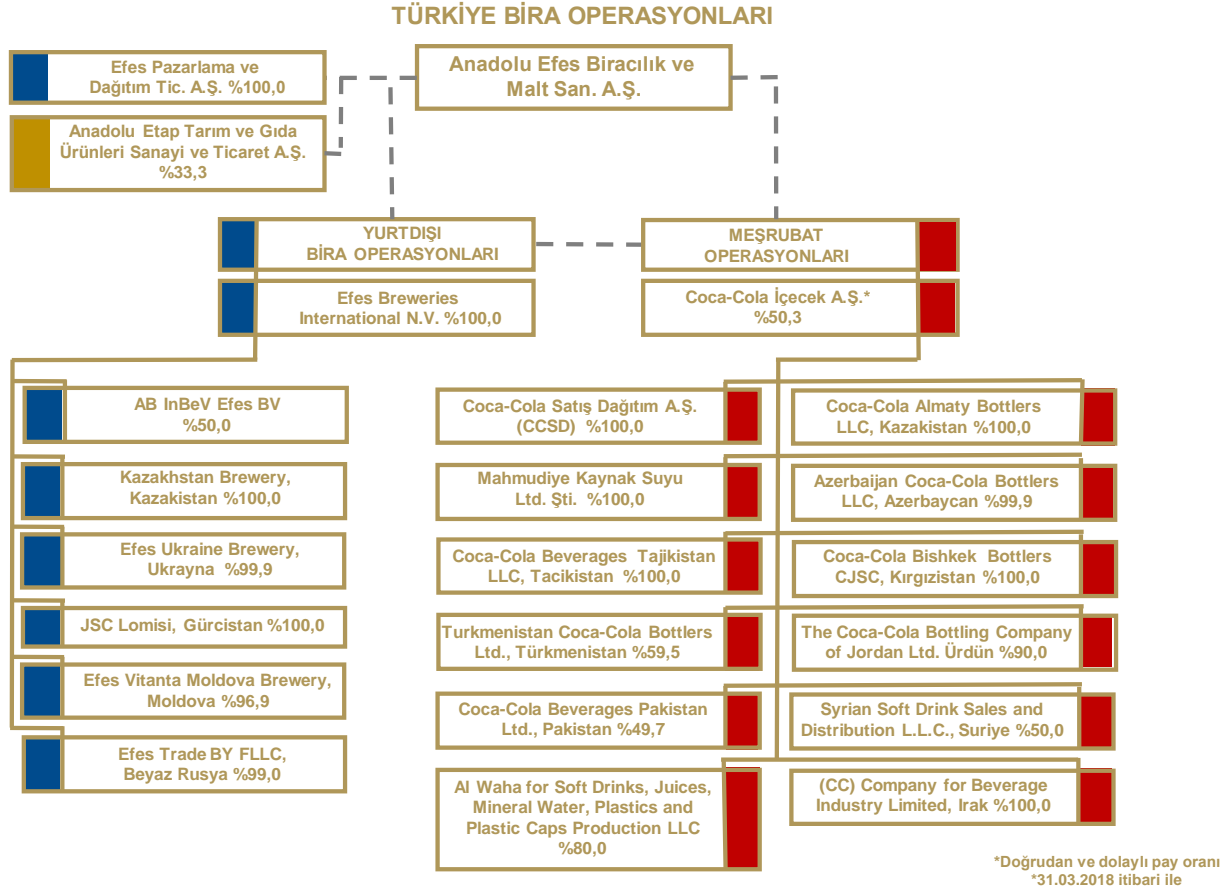 TÜRKİYE BİRA OPERASYONLARI
Efes Pazarlama ve
Dağıtım Tic. A.Ş. %100,0
Anadolu Efes Biracılık ve
Malt San. A.Ş.
Anadolu Etap Tarım ve Gıda
Ürünleri Sanayi ve Ticaret A.Ş.
%33,3
YURTDIŞI
BİRA OPERASYONLARI
MEŞRUBAT
OPERASYONLARI
Efes Breweries
International N.V. %100,0
Coca-Cola İçecek A.Ş.*
%50,3
AB InBeV Efes BV
%50,0
Kazakhstan Brewery,
Kazakistan %100,0
Efes Ukraine Brewery,
Ukrayna %99,9
JSC Lomisi, Gürcistan %100,0
Efes Vitanta Moldova Brewery,
Moldova %96,9
Efes Trade BY FLLC,
Beyaz Rusya %99,0
Coca-Cola Satış Dağıtım A.Ş.
(CCSD) %100,0
Mahmudiye Kaynak Suyu
Ltd. Şti. %100,0
Coca-Cola Beverages Tajikistan
LLC, Tacikistan %100,0
Turkmenistan Coca-Cola Bottlers
Ltd., Türkmenistan %59,5
Coca-Cola Beverages Pakistan
Ltd., Pakistan %49,7
Al Waha for Soft Drinks, Juices,
Mineral Water, Plastics and
Plastic Caps Production LLC
%80,0
Coca-Cola Almaty Bottlers
LLC, Kazakistan %100,0
Azerbaijan Coca-Cola Bottlers
LLC, Azerbaycan %99,9
Coca-Cola Bishkek Bottlers
CJSC, Kırgızistan %100,0
The Coca-Cola Bottling Company
of Jordan Ltd. Ürdün %90,0
Syrian Soft Drink Sales and
Distribution L.L.C., Suriye %50,0
(CC) Company for Beverage
Industry Limited, Irak %100,0
*Doğrudan ve dolaylı pay oranı
*31.03.2018 itibari ile